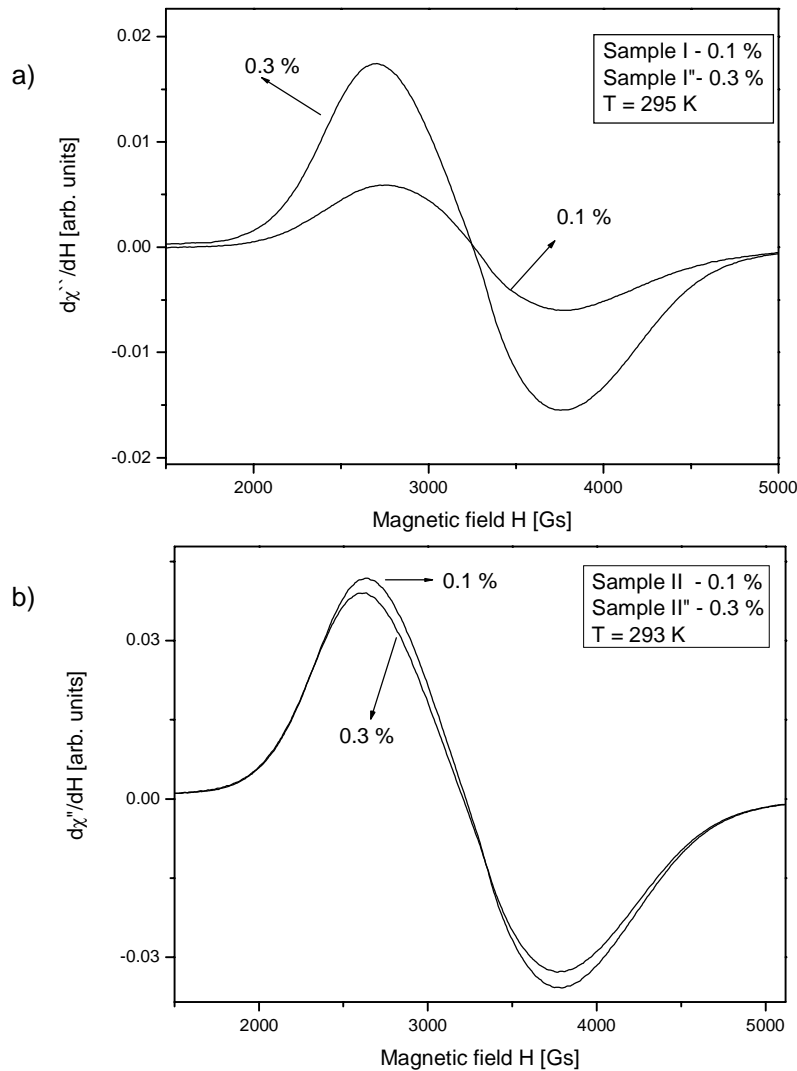 a)
0.02
0.01
0.00
-0.01
-0.02
dχ``/dH [arb. units]
0.3 %
0.1 %
Sample I - 0.1 %
Sample I"- 0.3 %
T = 295 K
2000
3000
4000
5000
Magnetic field H [Gs]
b)
0.03
0.00
-0.03
dχ"/dH [arb. units]
0.1 %
0.3 %
Sample II - 0.1 %
Sample II" - 0.3 %
T = 293 K
2000
3000
4000
5000
Magnetic field H [Gs]